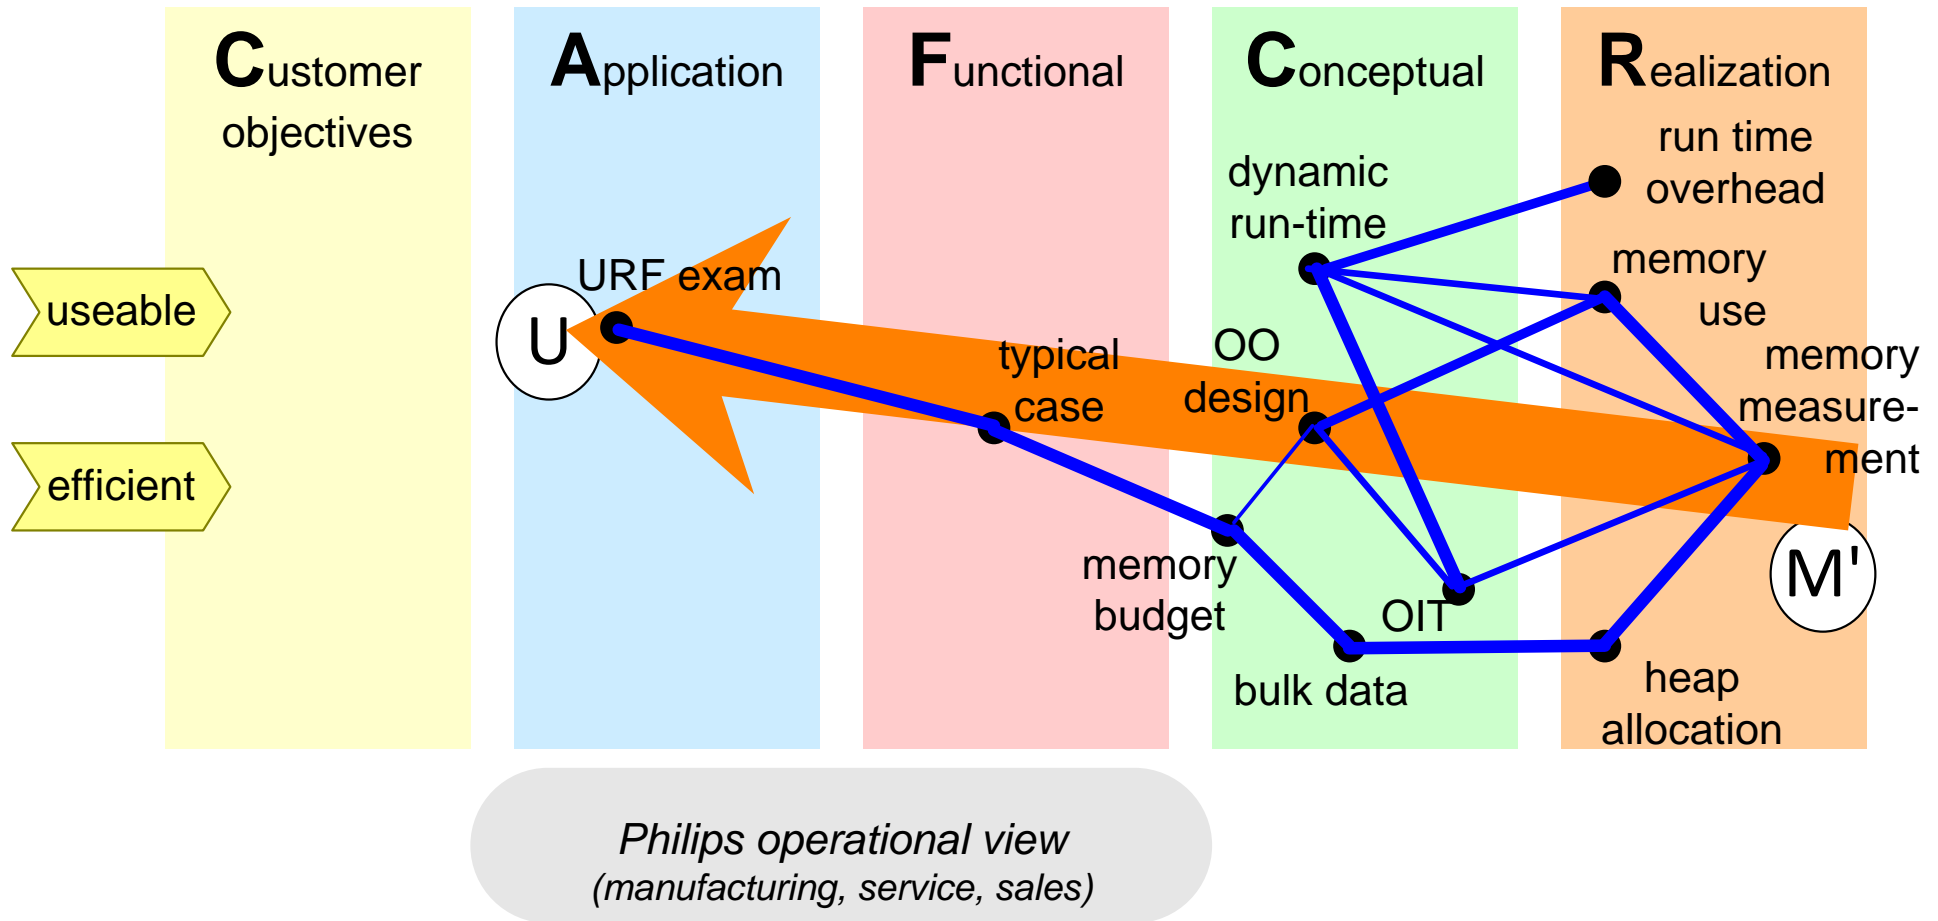 Customer
objectives
Application
Functional
Conceptual
Realization
run time
overhead
dynamic
run-time
memory
use
URF exam
useable
U
typical
case
OO
design
memory
measure-
ment
efficient
memory
budget
OIT
M'
bulk data
heap
allocation
Philips operational view
(manufacturing, service, sales)